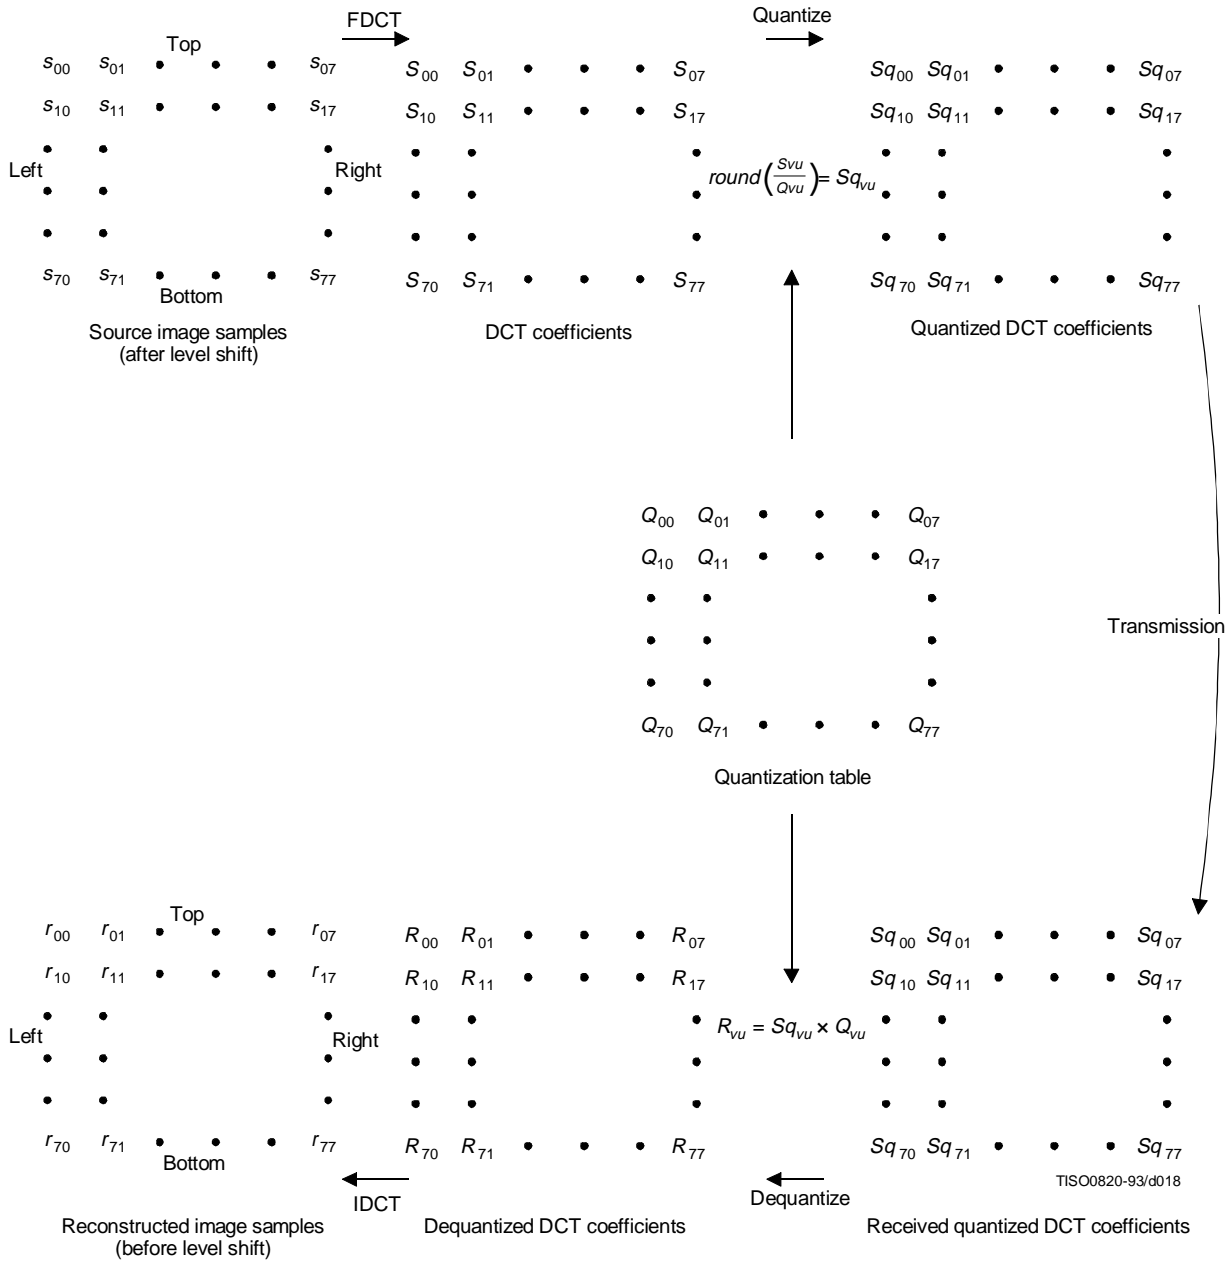 FDCT
Quantize
Top
s00 s01 • • • s07
S00 S01 • • • S07
Sq00 Sq01 • • • Sq07
s10 s11 • • • s17
S10 S11 • • • S17
Sq10 Sq11 • • • Sq17
Left
Right
round(Svu/Qvu)= Sqvu
s70 s71 • • • s77
S70 S71 • • • S77
Sq70 Sq71 • • • Sq77
Bottom
Source image samples
(after level shift)
DCT coefficients
Quantized DCT coefficients
Q00 Q01 • • • Q07
Q10 Q11 • • • Q17
Transmission
Q70 Q71 • • • Q77
Quantization table
Top
r00 r01 • • • r07
R00 R01 • • • R07
Sq00 Sq01 • • • Sq07
r10 r11 • • • r17
R10 R11 • • • R17
Sq10 Sq11 • • • Sq17
Left
Right
Rvu = Sqvu × Qvu
r70 r71 • • • r77
R70 R71 • • • R77
Sq70 Sq71 • • • Sq77
Bottom
IDCT
Dequantize
TISO0820-93/d018
Reconstructed image samples
(before level shift)
Dequantized DCT coefficients
Received quantized DCT coefficients